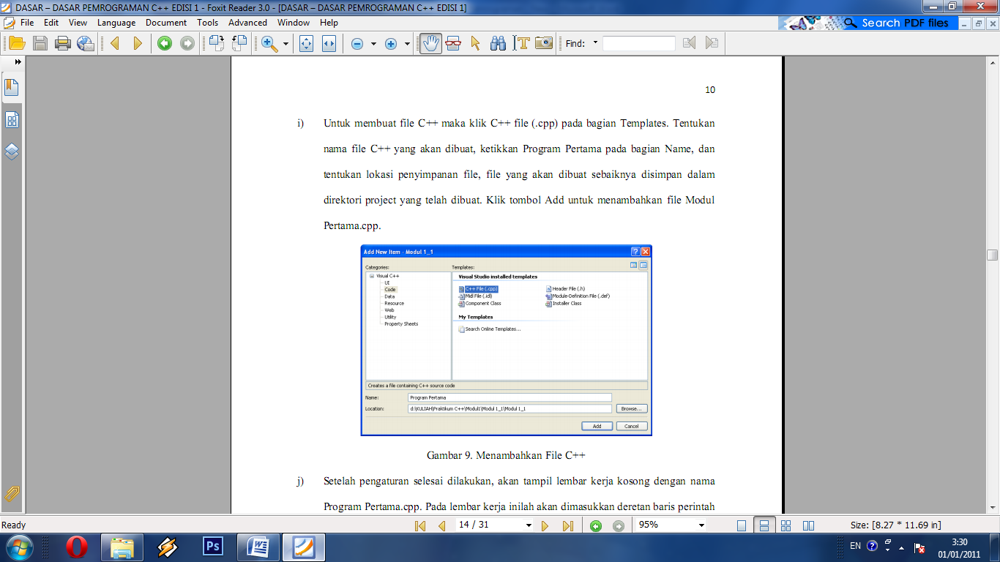 DASAR – DASAR PEMROGRAMAN C++ EDISI 1 - Foxit Reader 3.0 - [DASAR – DASAR PEMROGRAMAN C++ EDISI 1]
File Edit View Language Document Tools Advanced Window Help
Search PDF files
Find:
10
i) Untuk membuat file C++ maka klik C++ file (.cpp) pada bagian Templates. Tentukan
nama file C++ yang akan dibuat, ketikkan Program Pertama pada bagian Name, dan
tentukan lokasi penyimpanan file, file yang akan dibuat sebaiknya disimpan dalam
direktori project yang telah dibuat. Klik tombol Add untuk menambahkan file Modul
Pertama.cpp.
Add New Item - Modul 1_1
Categories: Templates:
Visual C++
UI
Code
Data
Resource
Web
Utility
Property Sheets
Visual Studio installed templates
C++ File (.cpp) Header File (.h)
Midl File (.idl) Module-Definition File (.def)
Component Class Installer Class
My Templates
Search Online Templates...
Creates a file containing C++ source code
Name: Program Pertama
Location: d:\KULIAH\Praktikum C++\Modul1\Modul 1_1\Modul 1_1 Browse...
Add Cancel
Gambar 9. Menambahkan File C++
j) Setelah pengaturan selesai dilakukan, akan tampil lembar kerja kosong dengan nama
Program Pertama.cpp. Pada lembar kerja inilah akan dimasukkan deretan baris perintah
Ready 14 / 31 95% Size: [8.27 * 11.69 in]
Ps EN 3:30
01/01/2011